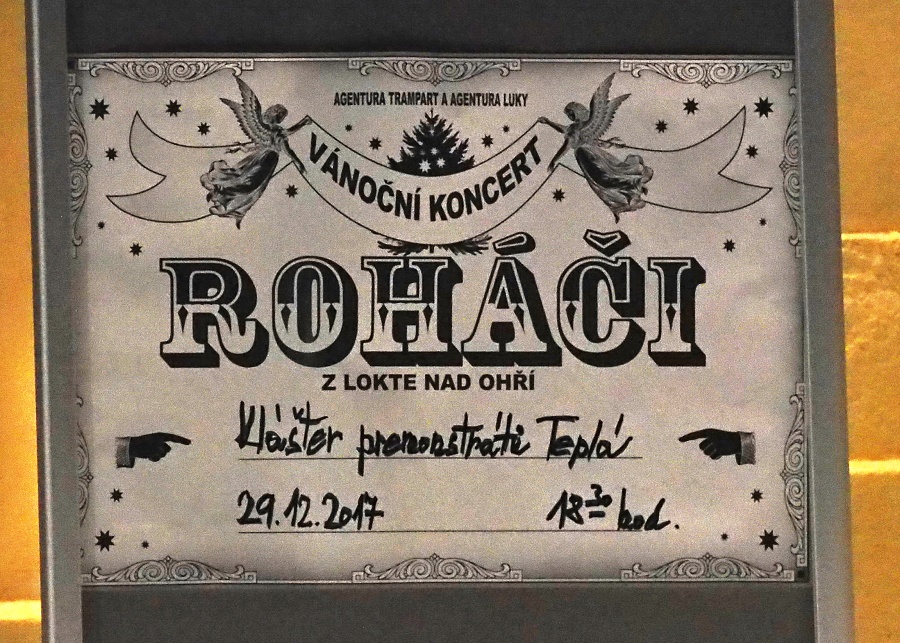 AGENTURA TRAMPART A AGENTURA LUKY
VÁNOČNÍ KONCERT
ROHÁČI
Z LOKTE NAD OHŘÍ
Klášter premonstrátů Teplá
29.12.2017 18³⁰ hod.